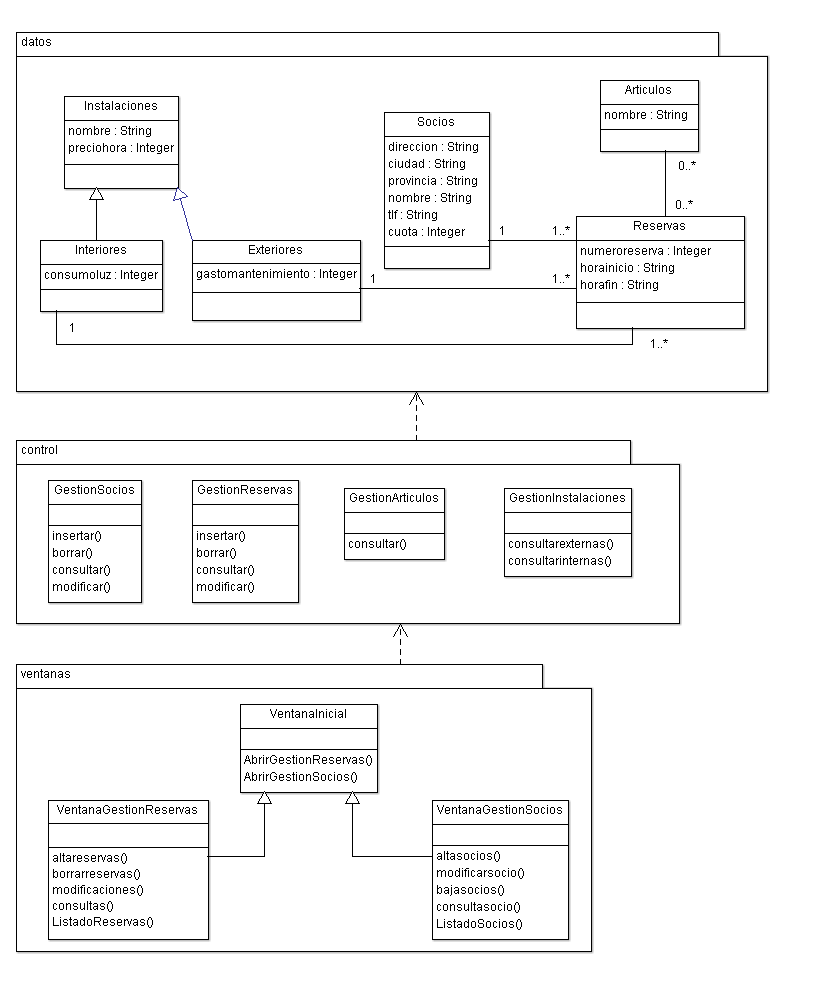 datos
Instalaciones
nombre : String
preciohora : Integer
Socios
direccion : String
ciudad : String
provincia : String
nombre : String
tlf : String
cuota : Integer
Articulos
nombre : String
0..*
0..*
Reservas
numeroreserva : Integer
horainicio : String
horafin : String
1
1..*
Interiores
consumoluz : Integer
Exteriores
gastomantenimiento : Integer
1
1..*
1
1..*
control
GestionSocios
insertar()
borrar()
consultar()
modificar()
GestionReservas
insertar()
borrar()
consultar()
modificar()
GestionArticulos
consultar()
GestionInstalaciones
consultarexternas()
consultarinternas()
ventanas
VentanaInicial
AbrirGestionReservas()
AbrirGestionSocios()
VentanaGestionReservas
altareservas()
borrarreservas()
modificaciones()
consultas()
ListadoReservas()
VentanaGestionSocios
altasocios()
modificarsocio()
bajasocios()
consultasocio()
ListadoSocios()